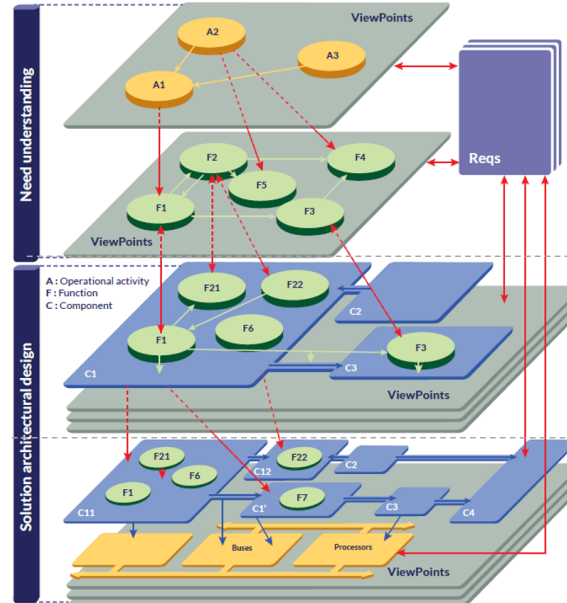 Need understanding
ViewPoints
A2
A3
A1
Reqs
F2
F4
F5
F1
F3
ViewPoints
Solution architectural design
A : Operational activity
F : Function
C : Component
F21
F22
C2
F6
F1
F3
C1
C3
ViewPoints
F21
F22
C2
F6
C12
F1
F7
C11
C1'
C3
C4
Buses
Processors
ViewPoints